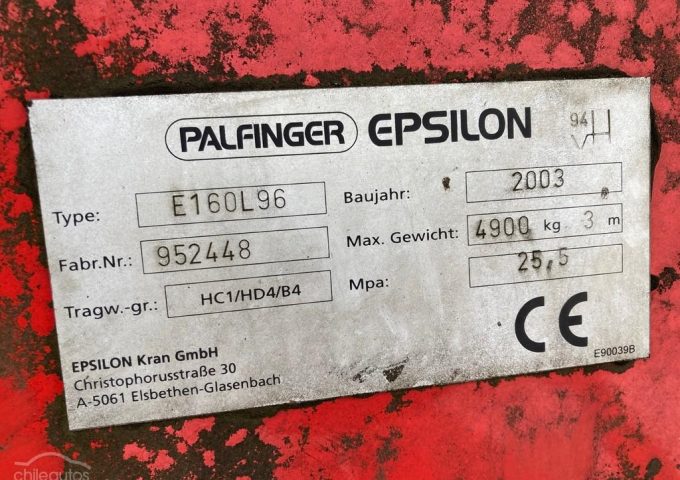 PALFINGER EPSILON 94
Type: E160L96
Baujahr: 2003
Fabr.Nr.: 952448
Max. Gewicht: 4900 kg 3 m
Tragw.-gr.: HC1/HD4/B4
Mpa: 25,5
CE
EPSILON Kran GmbH
Christophorusstraße 30
A-5061 Elsbethen-Glasenbach
E90039B
chileautos